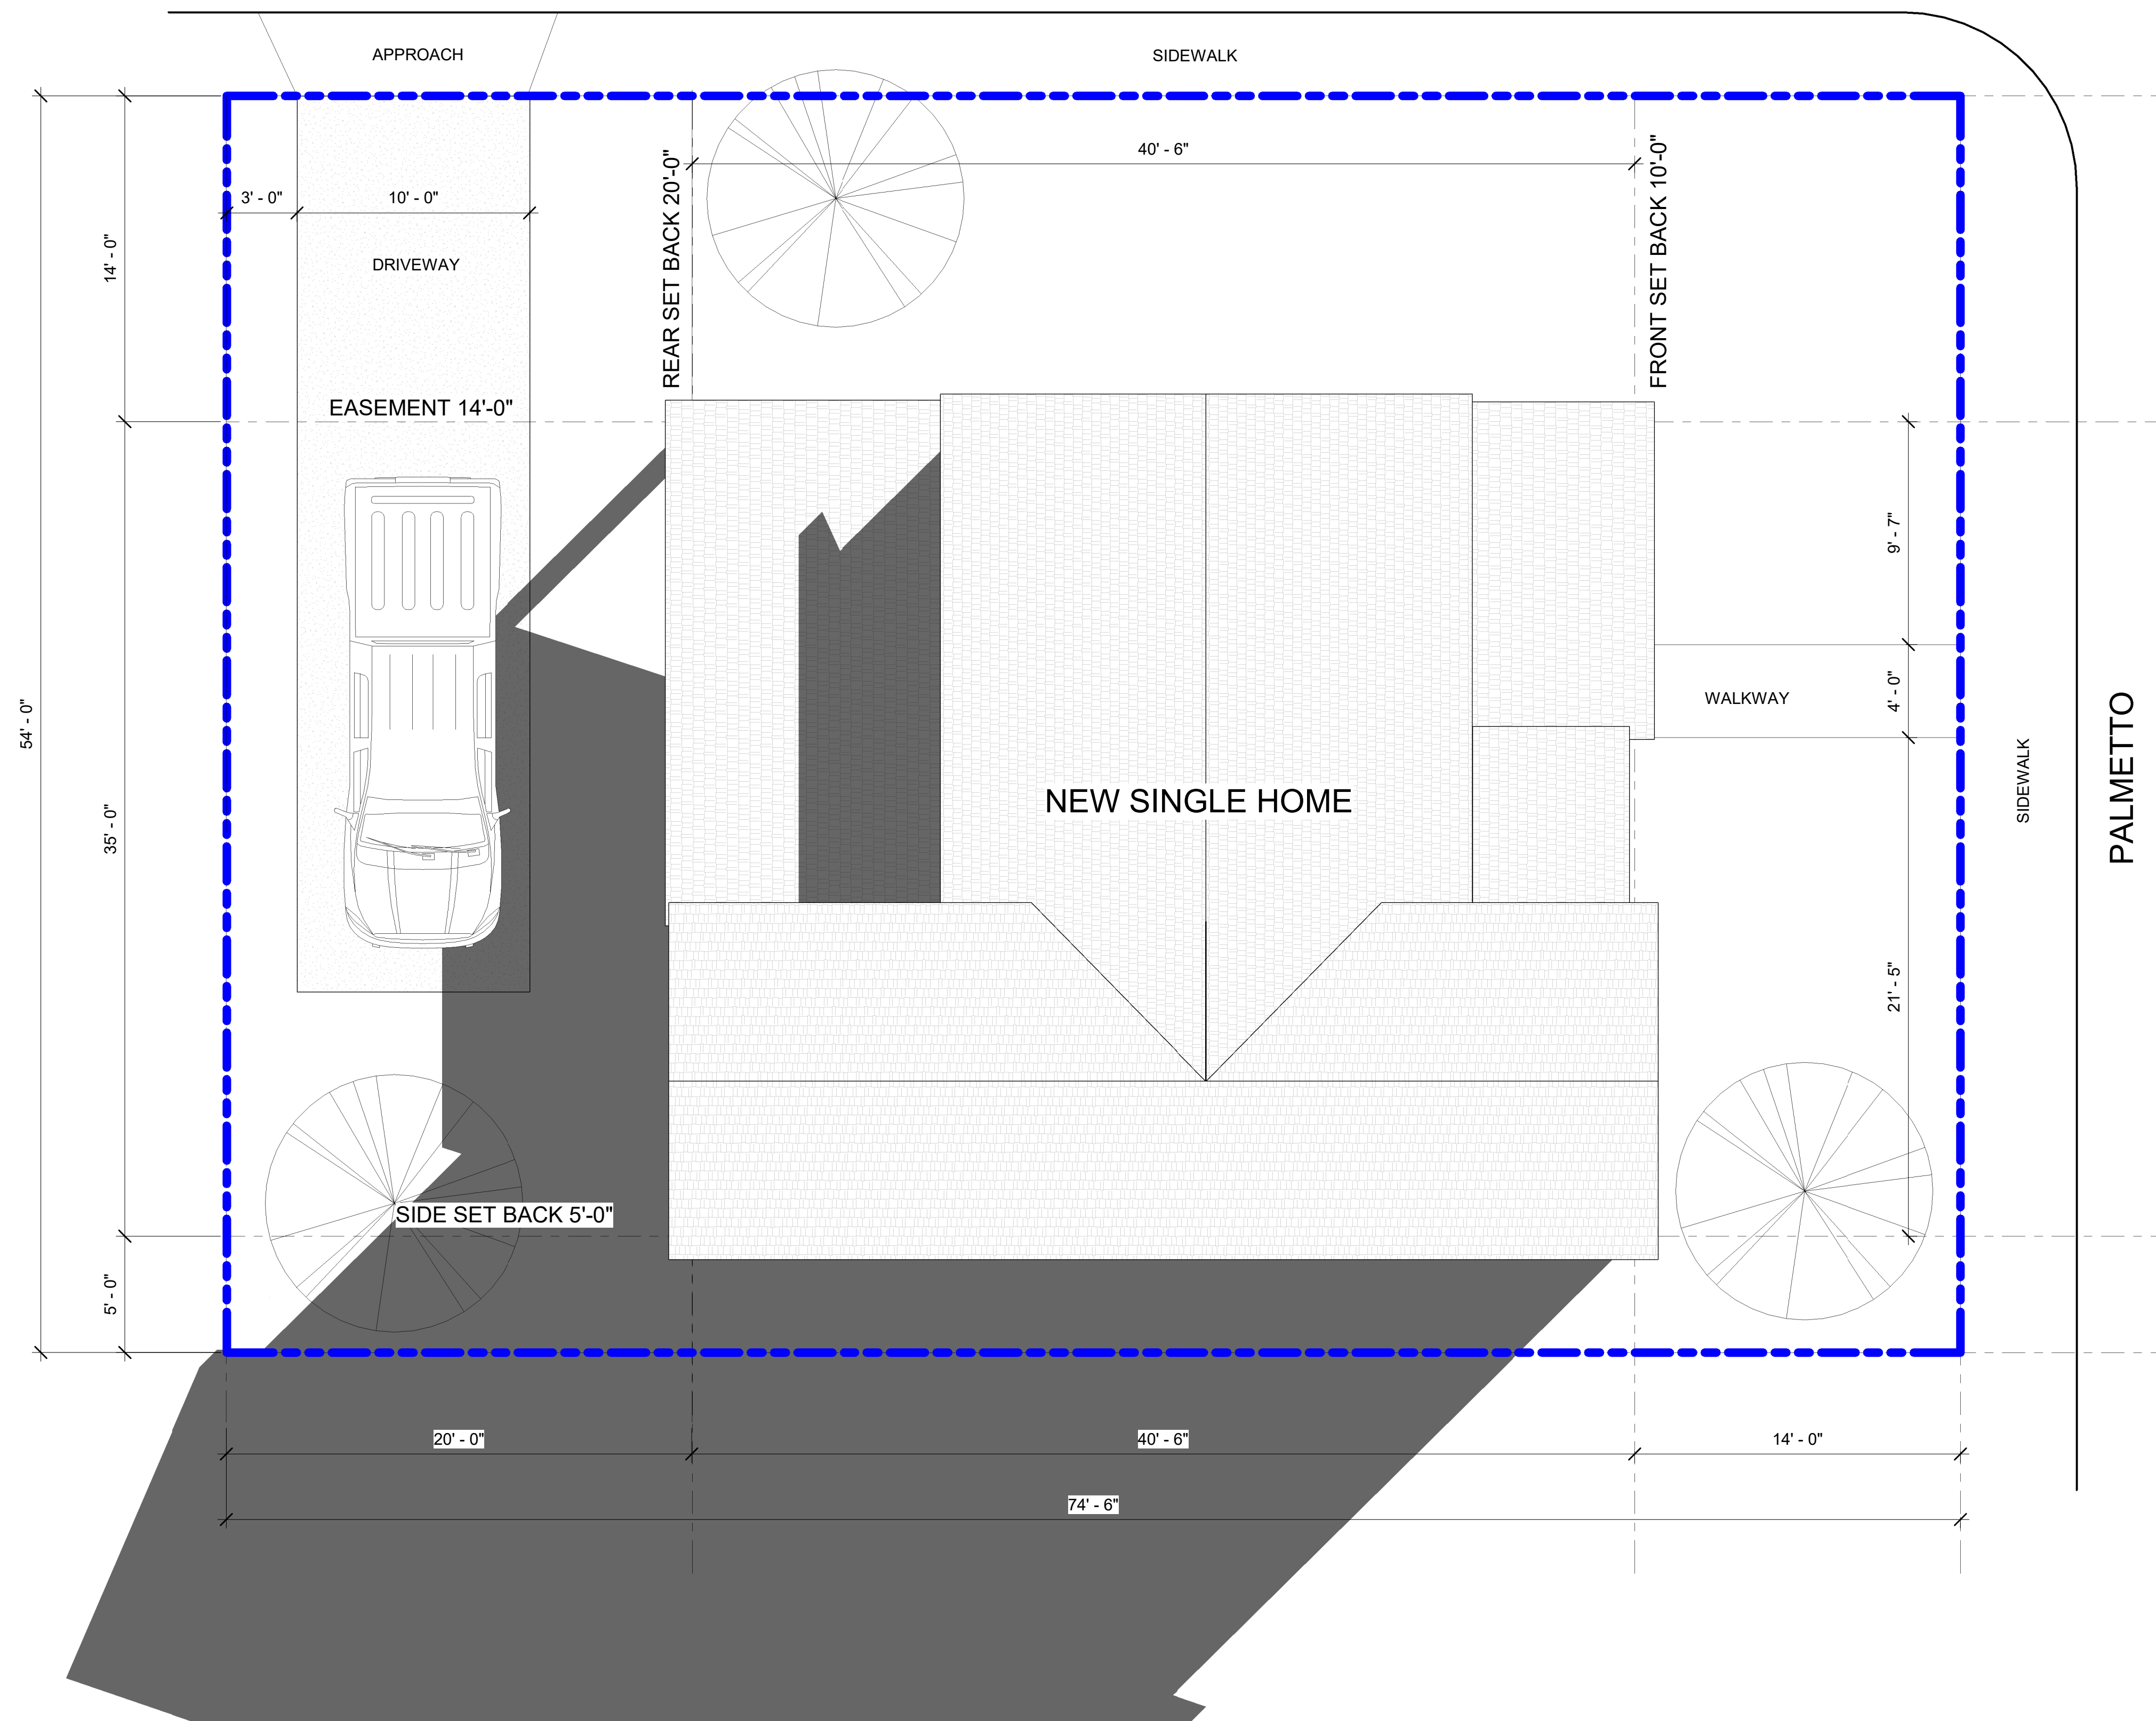 APPROACH
SIDEWALK
40' - 6"
3' - 0"
10' - 0"
REAR SET BACK 20'-0"
FRONT SET BACK 10'-0"
14' - 0"
DRIVEWAY
EASEMENT 14'-0"
9' - 7"
54' - 0"
WALKWAY
4' - 0"
SIDEWALK
PALMETTO
35' - 0"
NEW SINGLE HOME
21' - 5"
SIDE SET BACK 5'-0"
5' - 0"
20' - 0"
40' - 6"
14' - 0"
74' - 6"